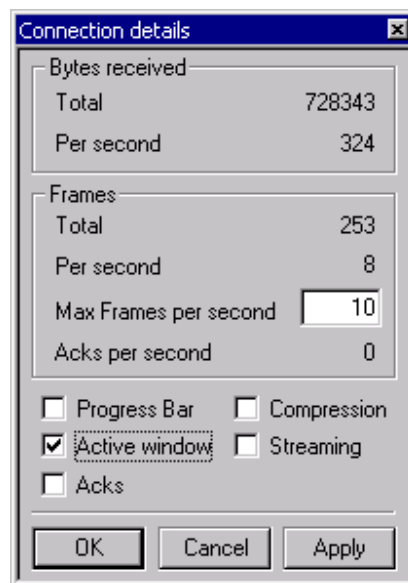 Connection details
Bytes received
Total 728343
Per second 324
Frames
Total 253
Per second 8
Max Frames per second 10
Acks per second 0
Progress Bar Compression
Active window Streaming
Acks
OK Cancel Apply